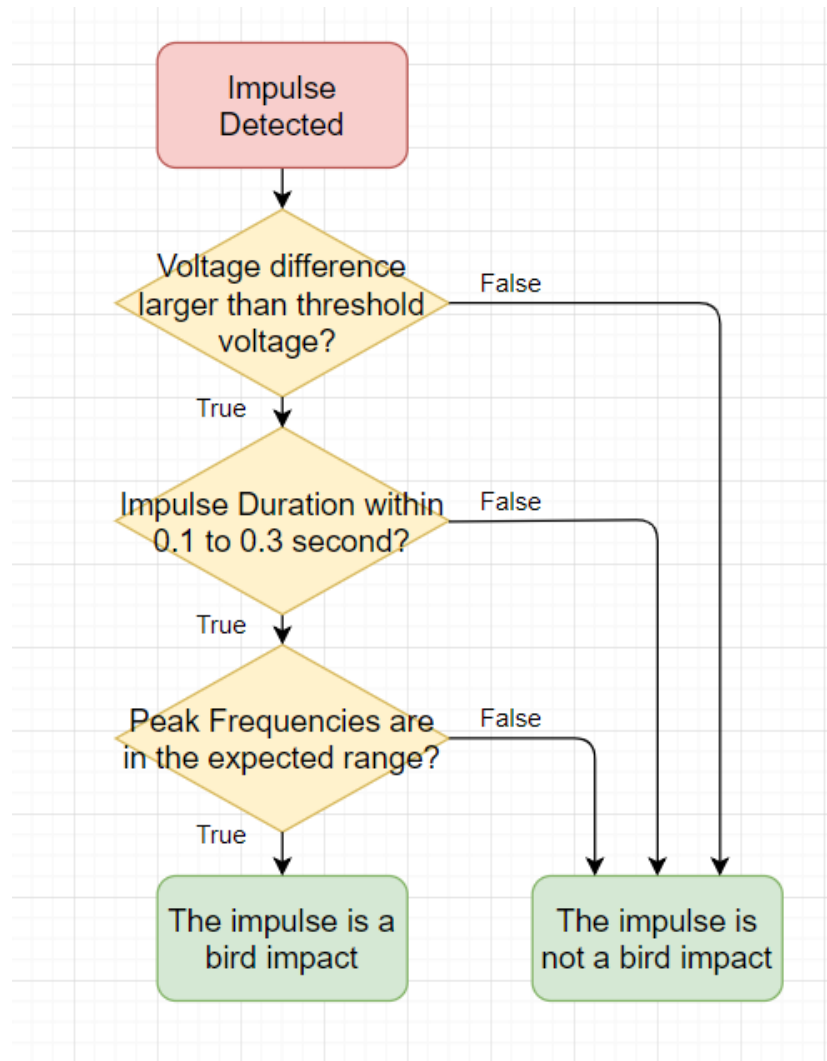 Impulse
Detected
Voltage difference
larger than threshold
voltage?
False
True
Impulse Duration within
0.1 to 0.3 second?
False
True
Peak Frequencies are
in the expected range?
False
True
The impulse is a
bird impact
The impulse is
not a bird impact